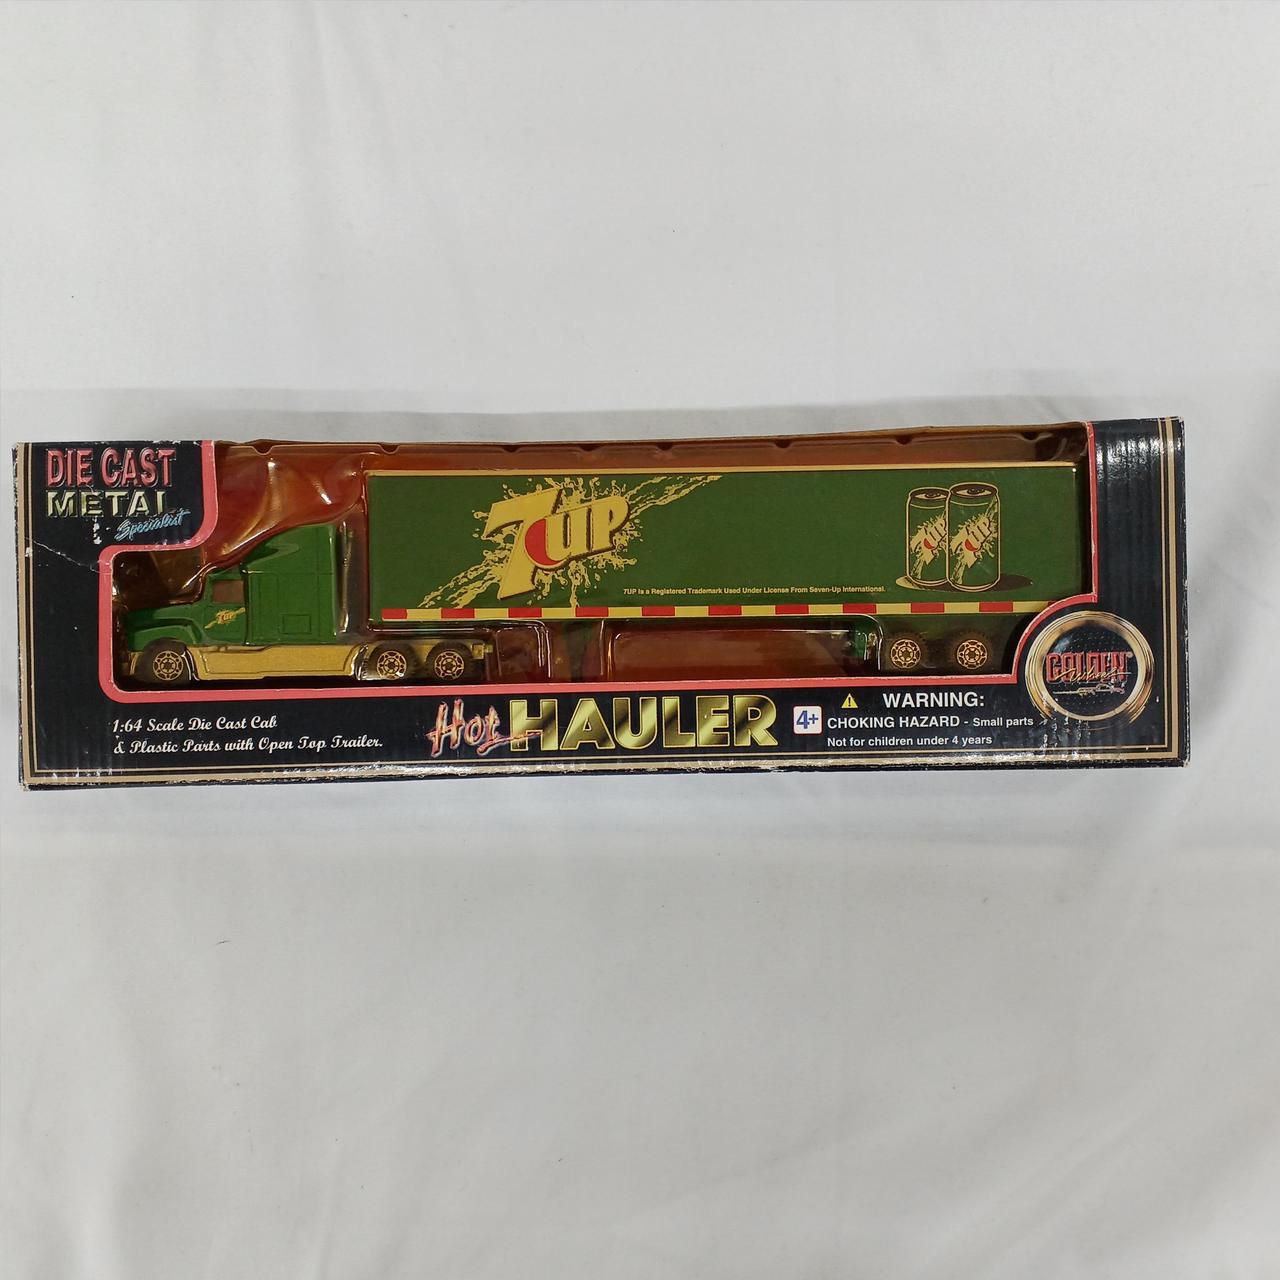 DIE CAST
METAL
Specialist
7UP
7UP
7UP
7UP is a Registered Trademark Used Under License From Seven-Up International.
7UP
GOLDEN
1:64 Scale Die Cast Cab
& Plastic Parts with Open Top Trailer.
Hot HAULER
4+
WARNING:
CHOKING HAZARD - Small parts
Not for children under 4 years